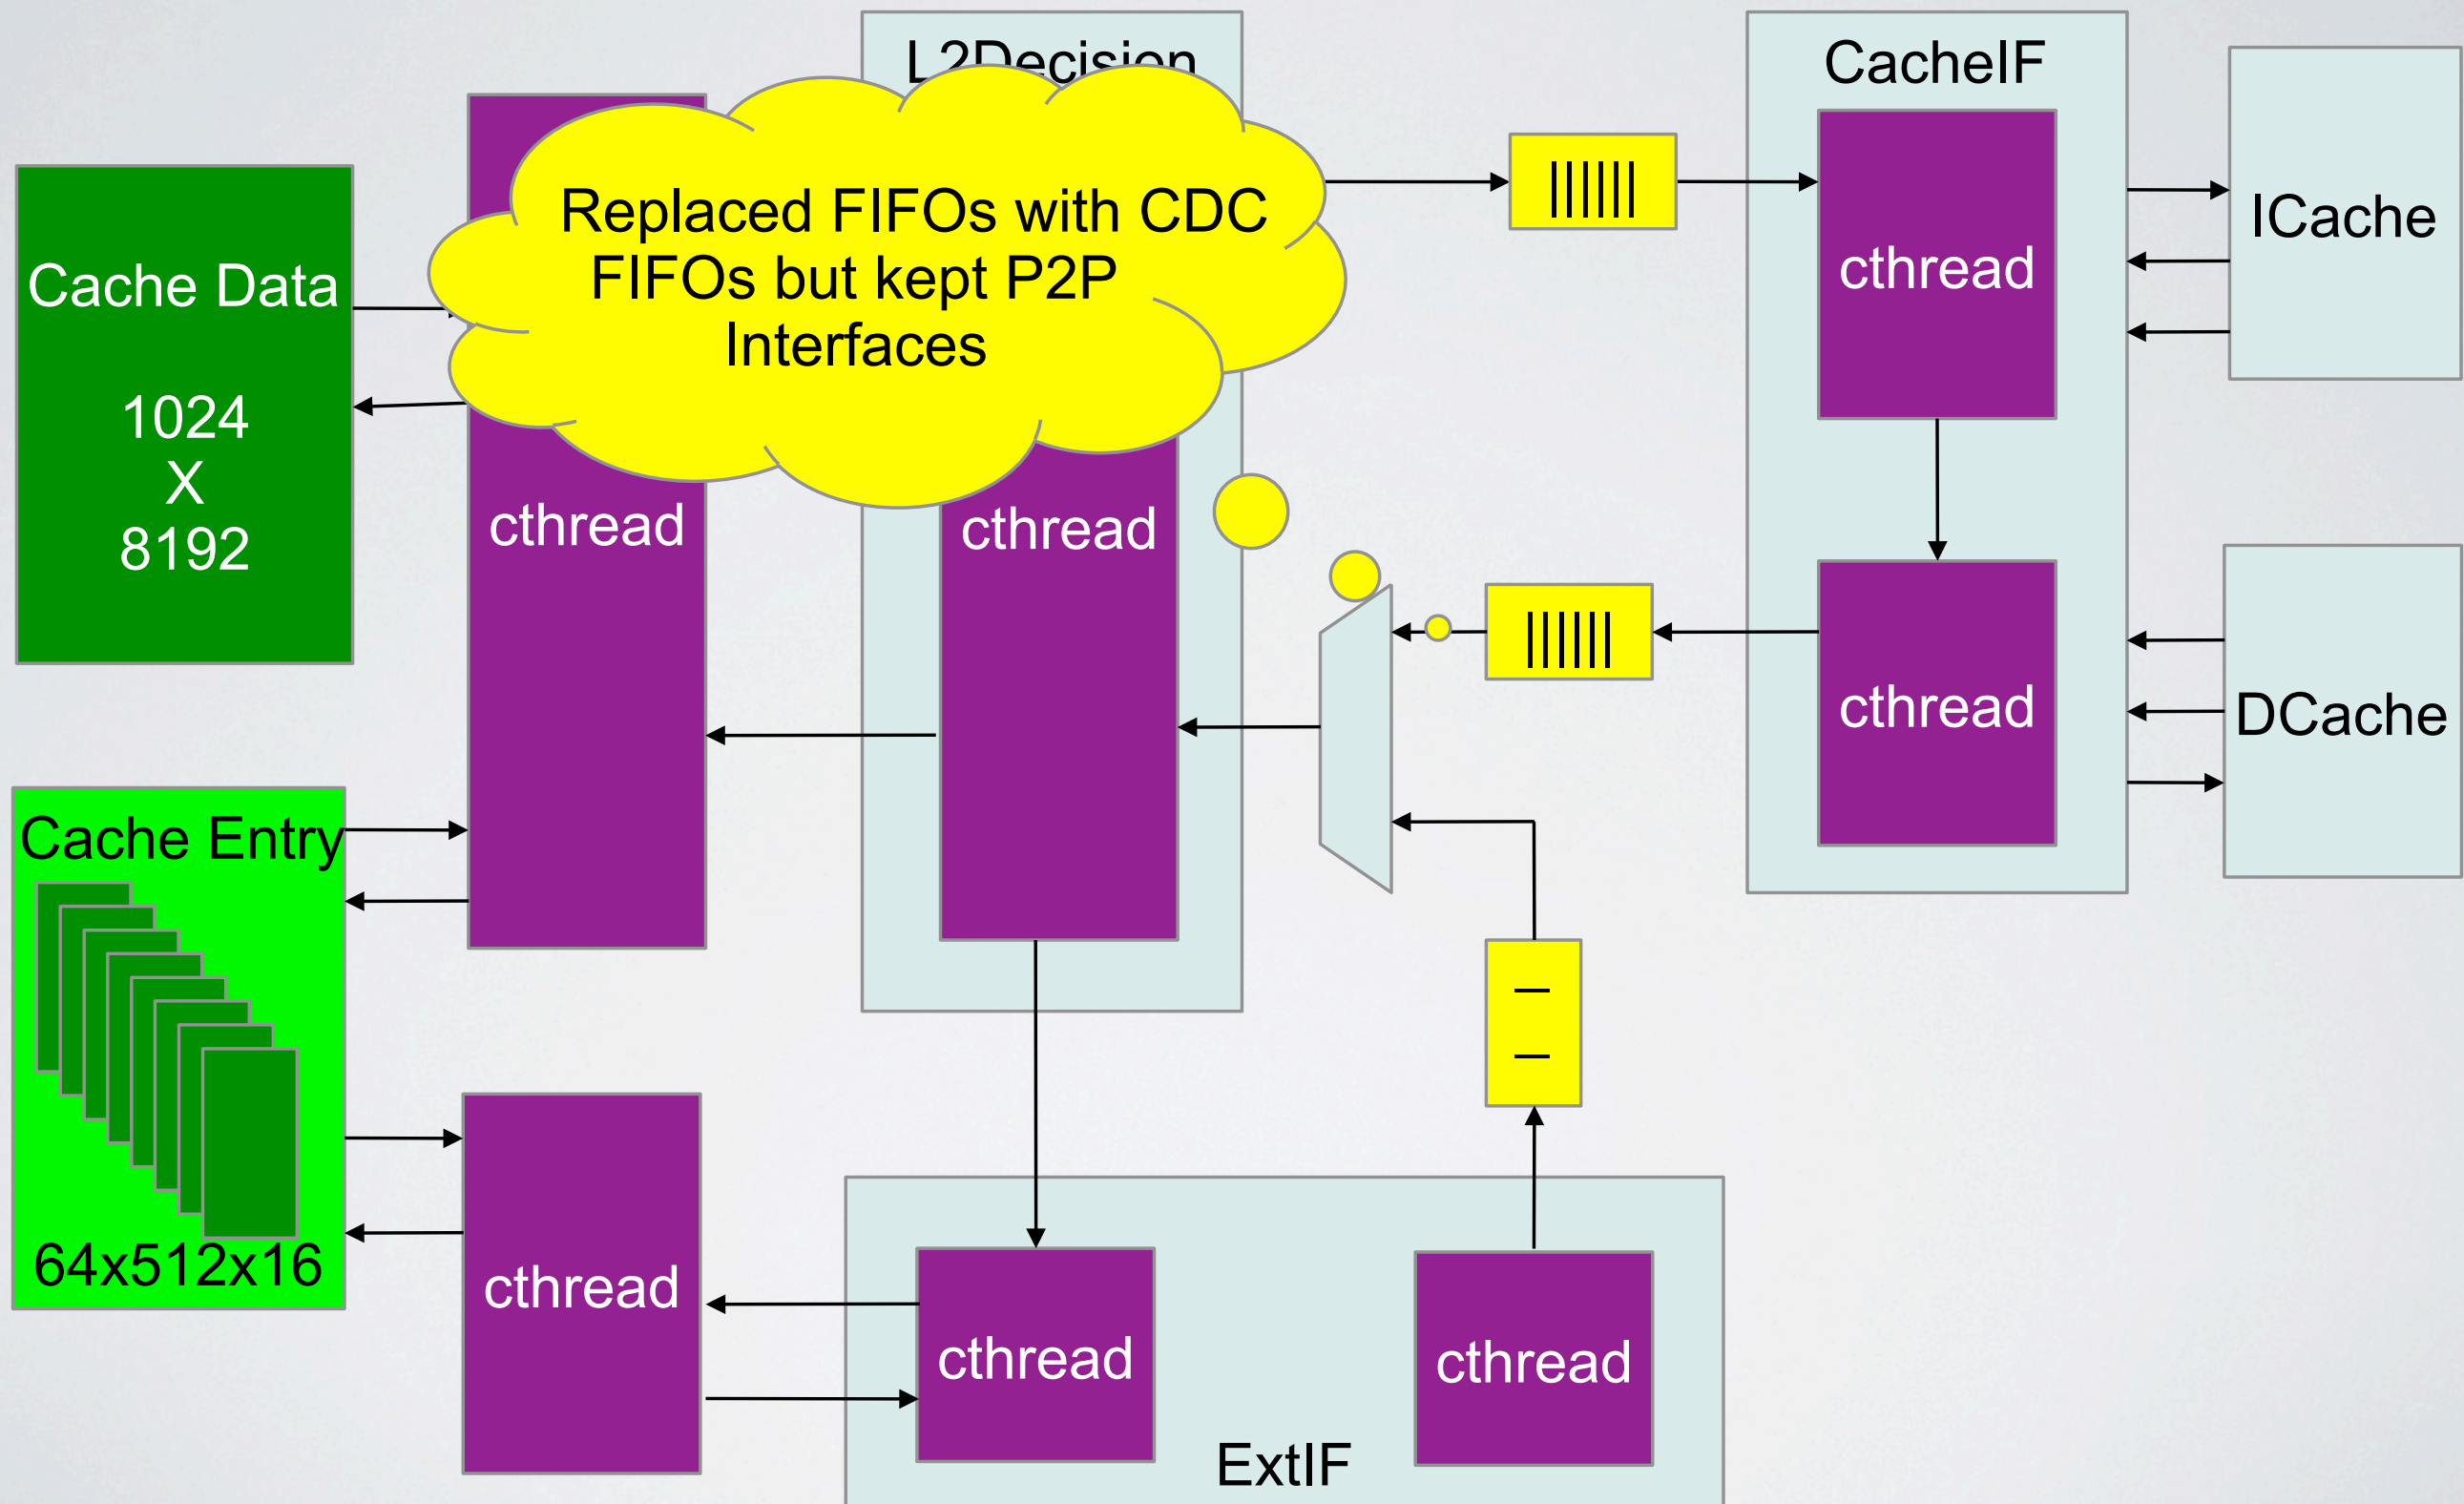 L2Decision
CacheIF
Replaced FIFOs with CDC
FIFOs but kept P2P
Interfaces
ICache
cthread
Cache Data
1024
X
8192
cthread
cthread
cthread
DCache
Cache Entry
64x512x16
cthread
cthread
cthread
ExtIF